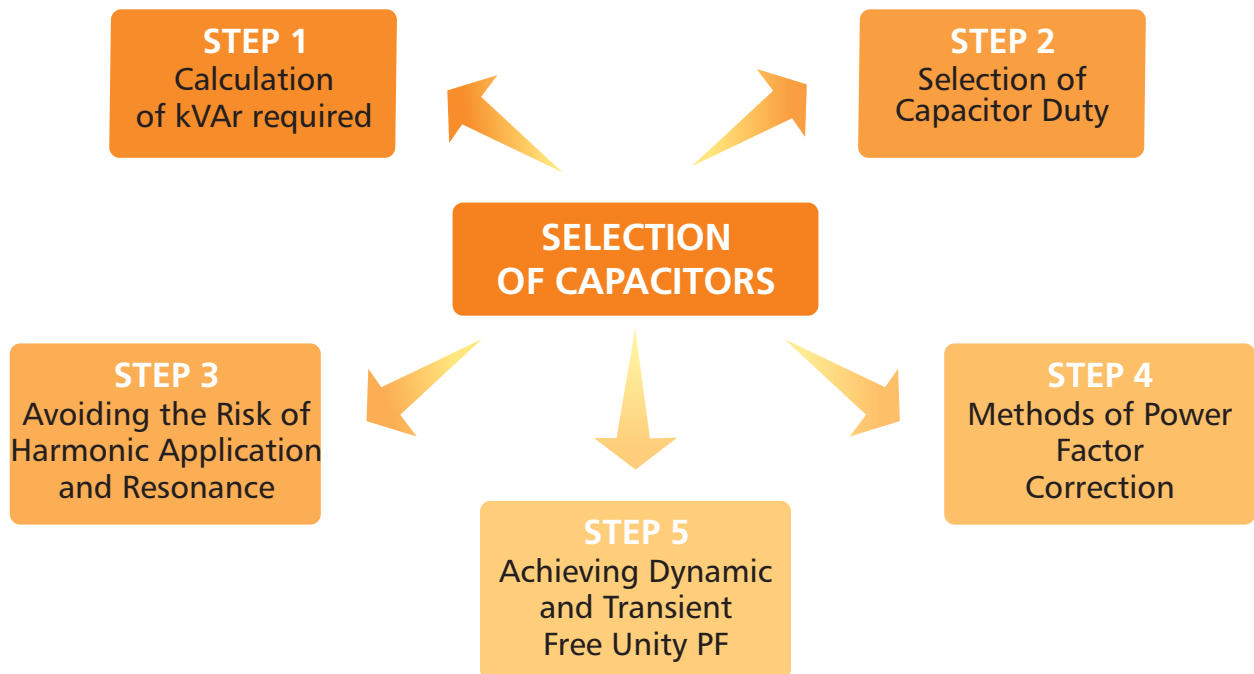 STEP 1
Calculation
of kVAr required
STEP 2
Selection of
Capacitor Duty
SELECTION
OF CAPACITORS
STEP 3
Avoiding the Risk of
Harmonic Application
and Resonance
STEP 4
Methods of Power
Factor
Correction
STEP 5
Achieving Dynamic
and Transient
Free Unity PF